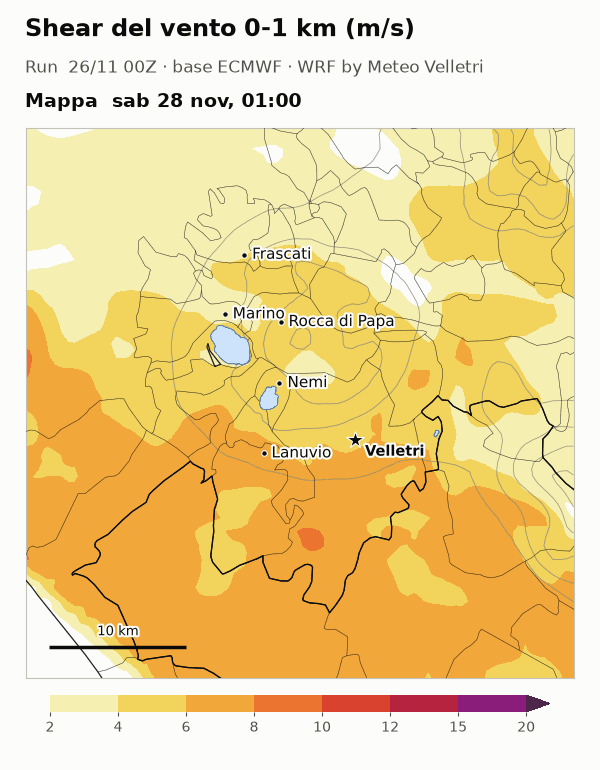 Shear del vento 0-1 km (m/s)
Run  26/11 00Z · base ECMWF · WRF by Meteo Velletri
Mappa  sab 28 nov, 01:00
Frascati
Marino
Rocca di Papa
Nemi
Velletri
Lanuvio
10 km
2 4 6 8 10 12 15 20